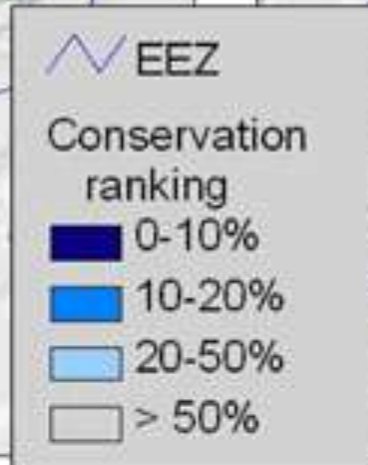 EEZ
Conservation
ranking
0-10%
10-20%
20-50%
> 50%